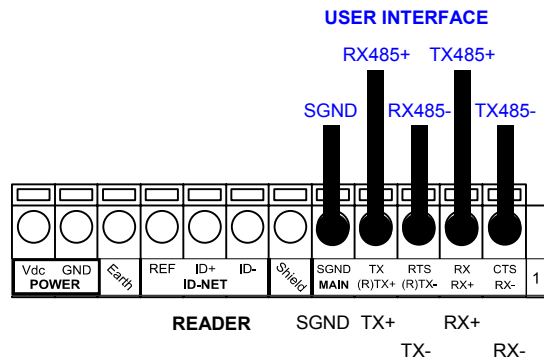 USER INTERFACE
RX485+ TX485+
SGND RX485- TX485-
Vdc GND Earth REF ID+ ID- Shield SGND TX RTS RX CTS 1
POWER ID-NET MAIN (R)TX+ (R)TX- RX+ RX-
READER SGND TX+ RX+
TX- RX-